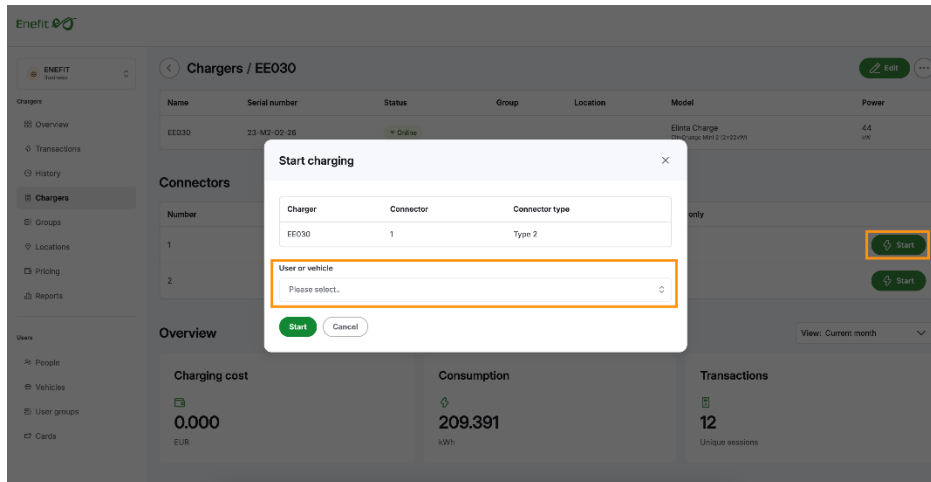 Enefit
ENEFIT
Business
Chargers / EE030
Edit
Chargers
Overview
Transactions
History
Chargers
Groups
Locations
Pricing
Reports
Users
People
Vehicles
User groups
Cards
Name Serial number Status Group Location Model Power
EE030 23-M2-02-26 Online Elinta Charge 44
kW
Connectors
Number only
1 Start
2 Start
Start charging
Charger Connector Connector type
EE030 1 Type 2
User or vehicle
Please select..
Start Cancel
Overview View: Current month
Charging cost Consumption Transactions
0.000 209.391 12
EUR kWh Unique sessions